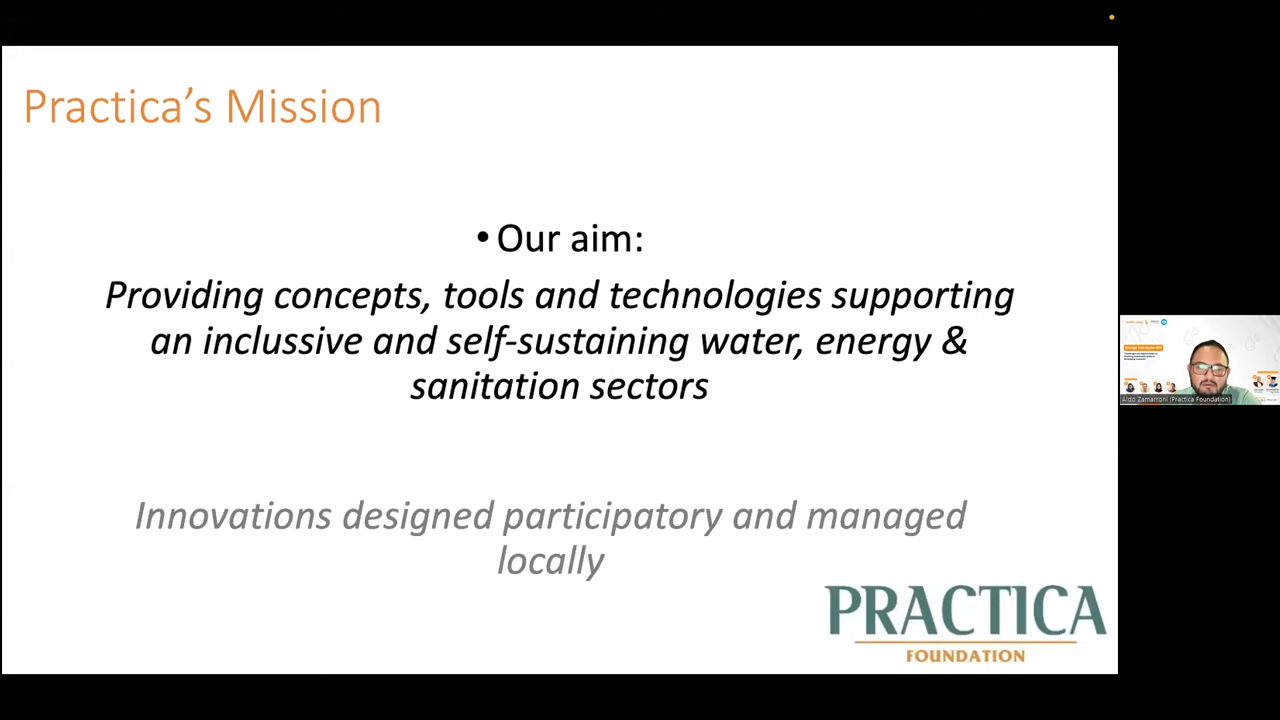 Practica's Mission
•Our aim:
Providing concepts, tools and technologies supporting
an inclussive and self-sustaining water, energy &
sanitation sectors
Innovations designed participatory and managed
locally
PRACTICA
FOUNDATION
Aldo Zamarroni (Practica Foundation)